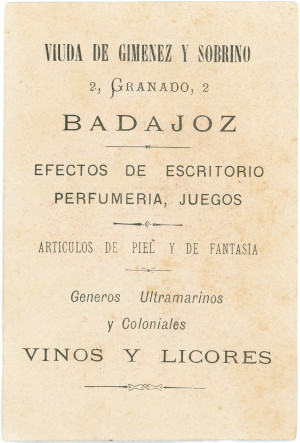 VIUDA DE GIMENEZ Y SOBRINO
2, GRANADO, 2
BADAJOZ
EFECTOS DE ESCRITORIO
PERFUMERIA, JUEGOS
ARTICULOS DE PIEL Y DE FANTASIA
Generos Ultramarinos
y Coloniales
VINOS Y LICORES